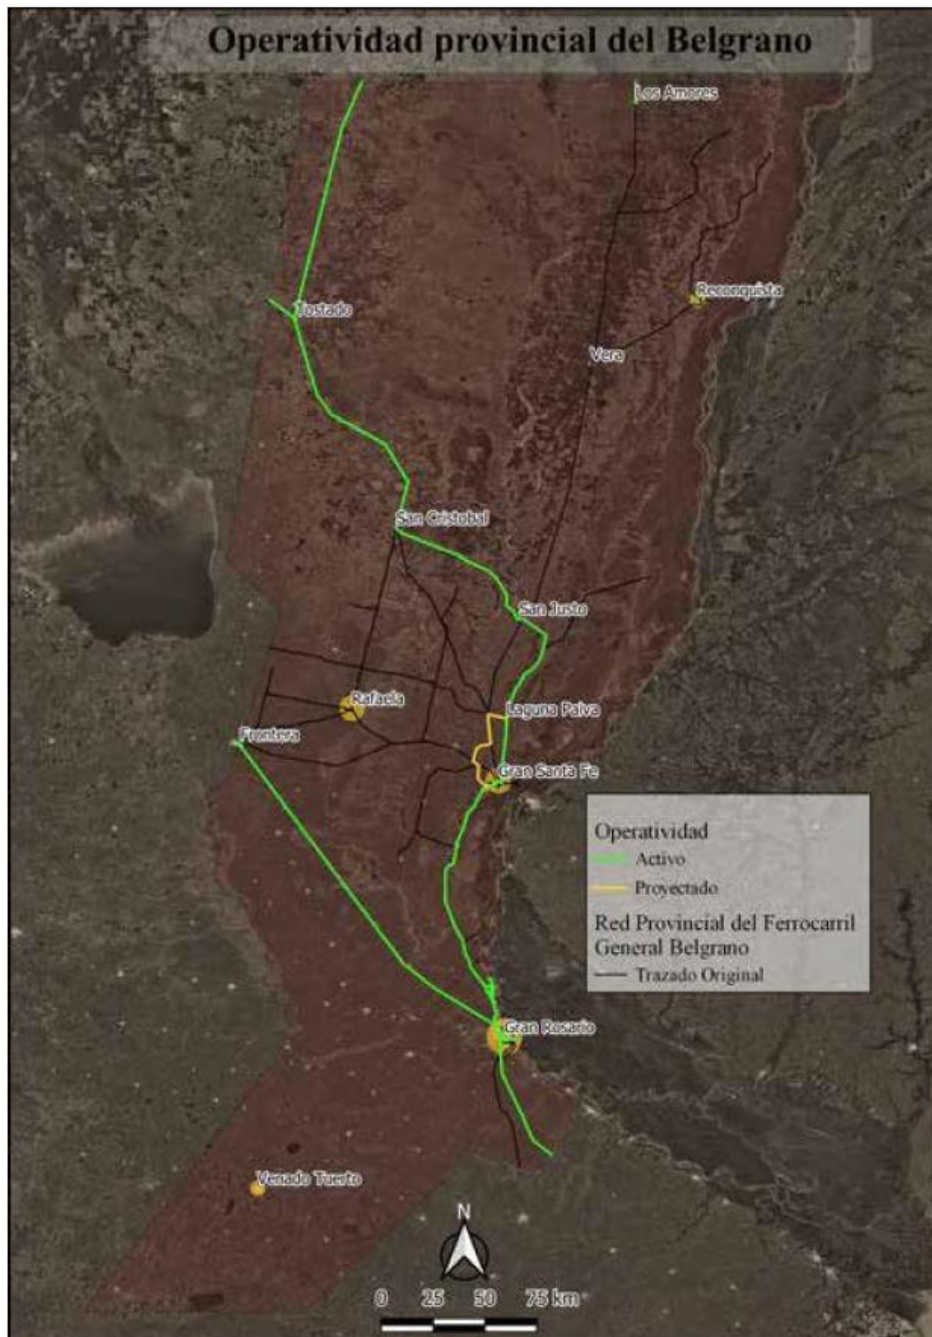 Operatividad provincial del Belgrano
Los Amores
Reconquista
Tostado
Vera
San Cristobal
San Justo
Rafaela
Laguna Paiva
Frontera
Gran Santa Fe
Operatividad
Activo
Proyectado
Red Provincial del Ferrocarril
General Belgrano
Trazado Original
Gran Rosario
Venado Tuerto
N
0 25 50 75 km